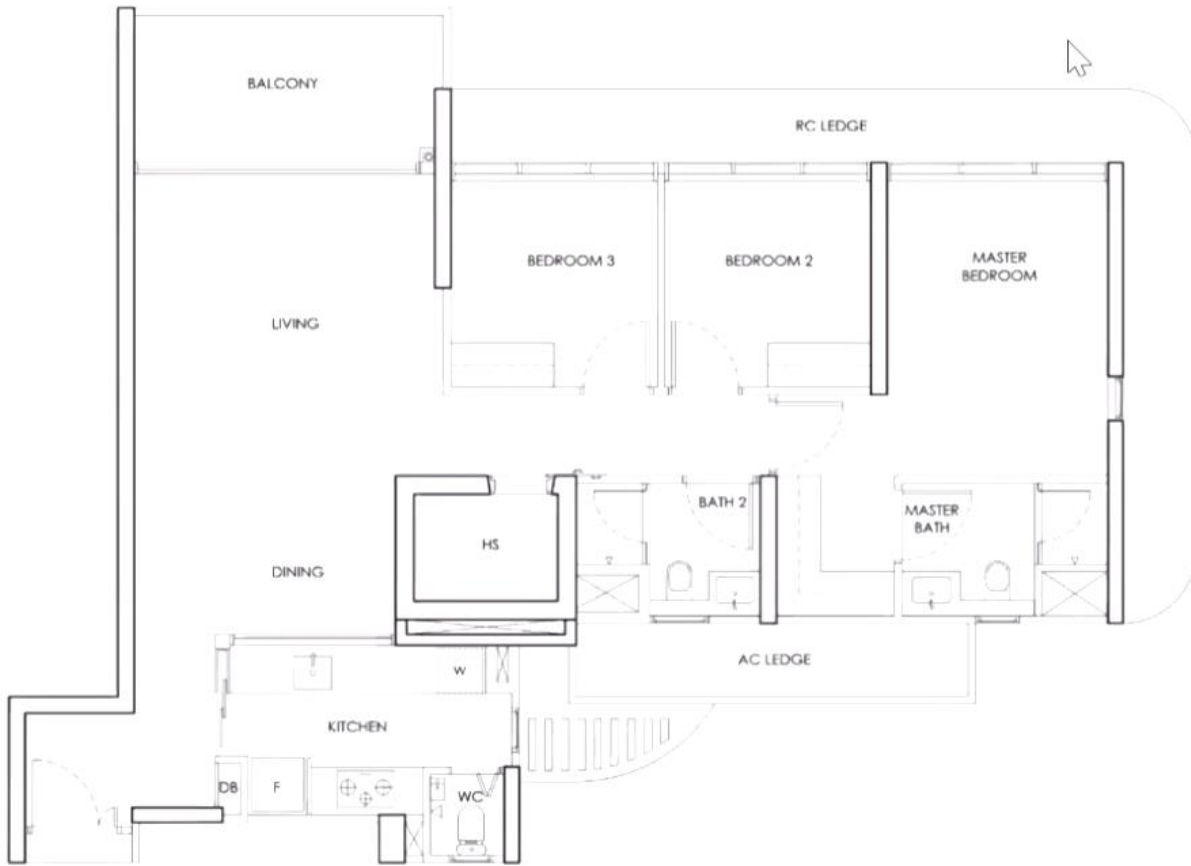 BALCONY
RC LEDGE
BEDROOM 3
BEDROOM 2
MASTER
BEDROOM
LIVING
BATH 2
MASTER
BATH
HS
DINING
AC LEDGE
W
KITCHEN
DB
F
WC